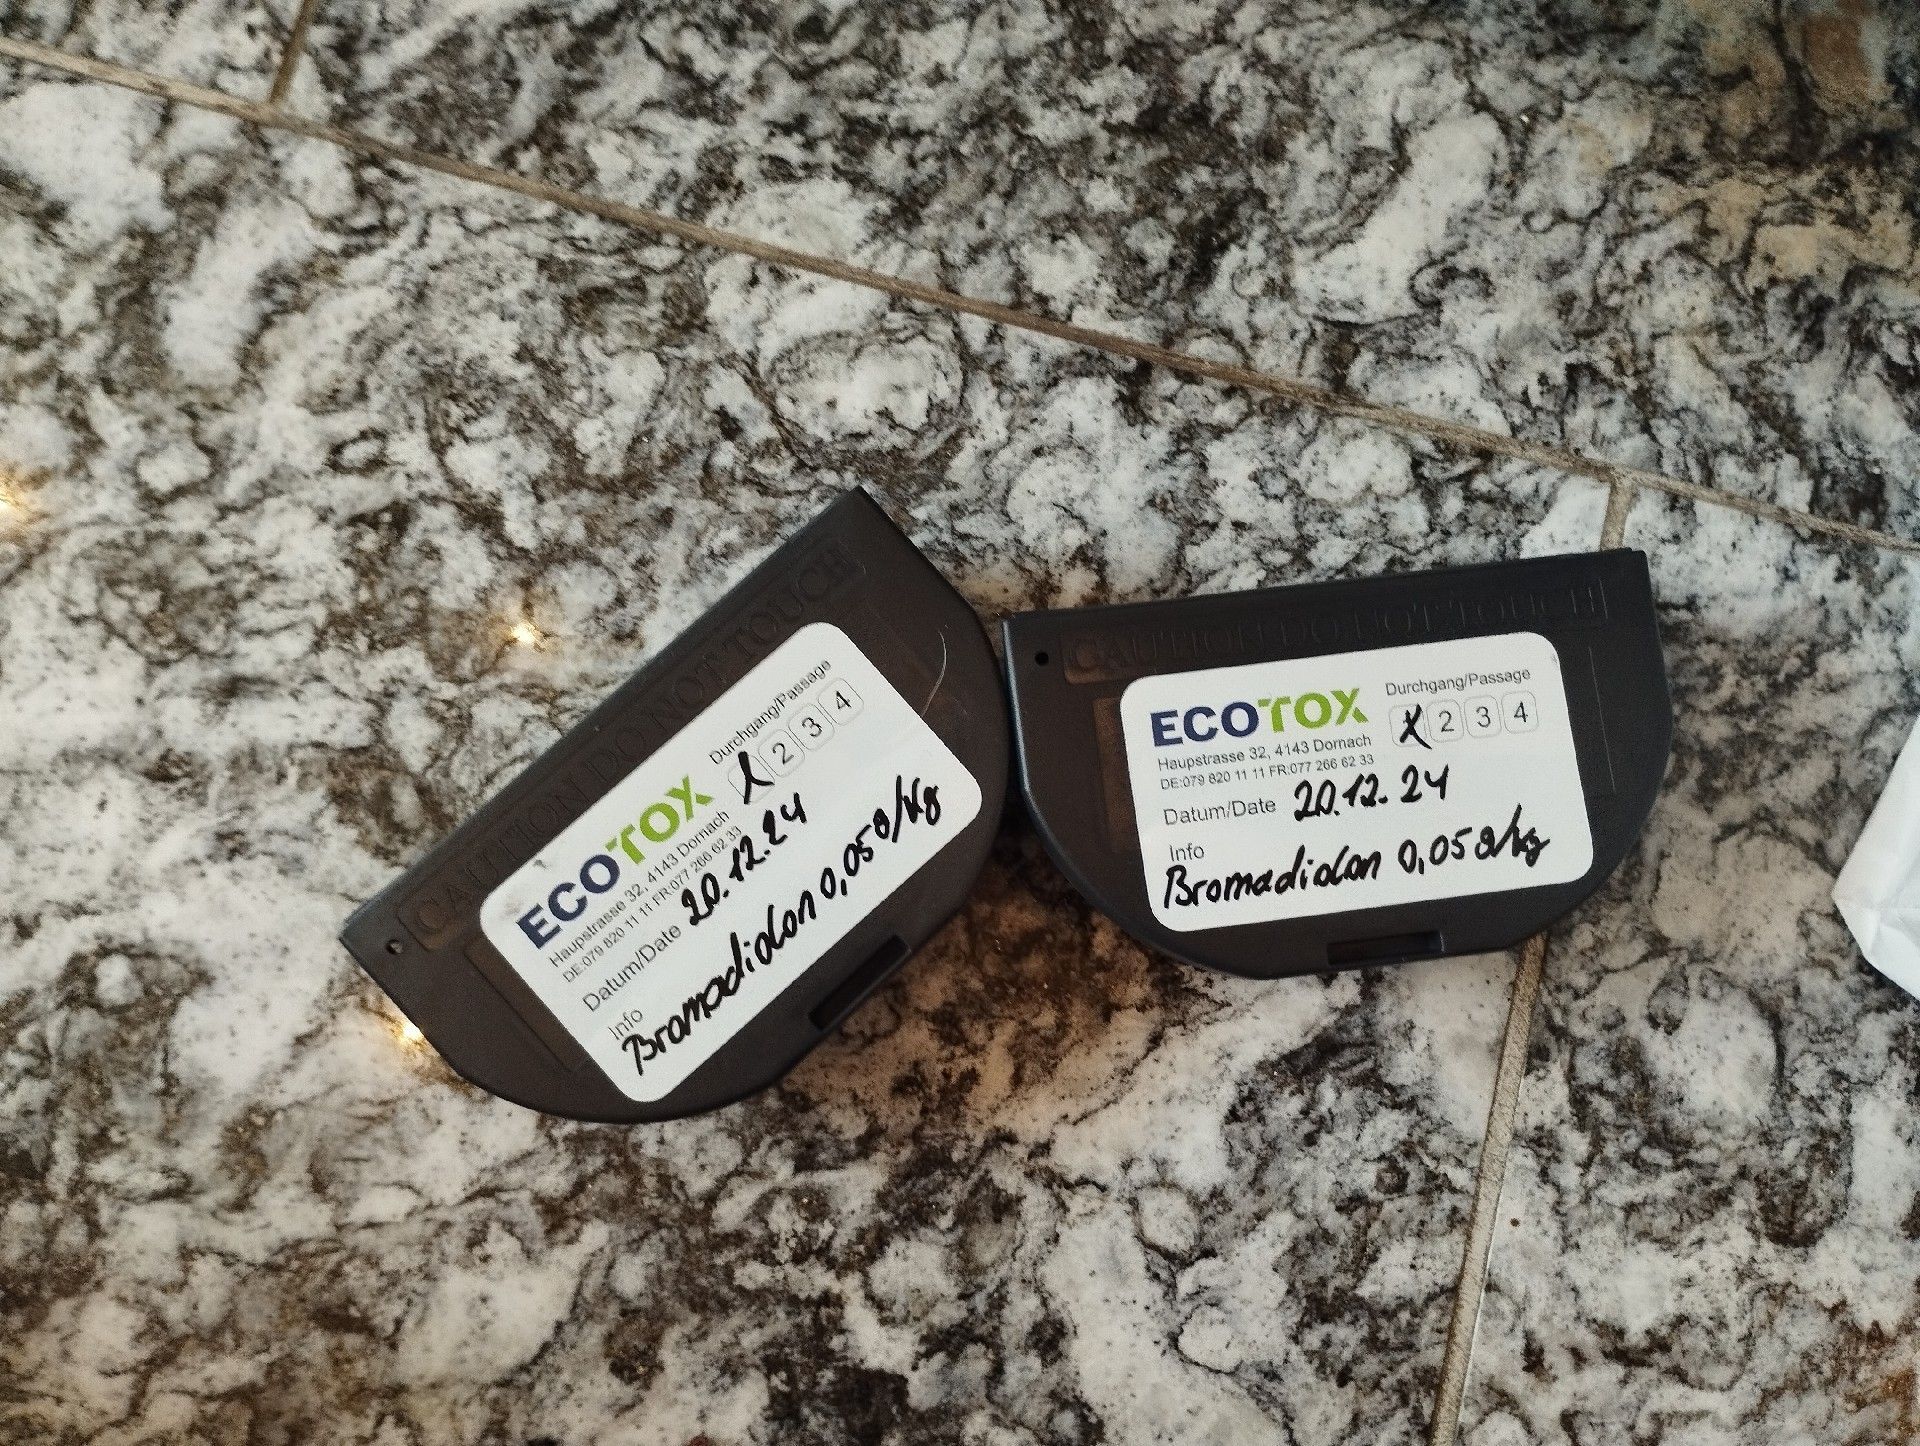 CAUTION DO NOT TOUCH
ECOTOX
Durchgang/Passage
1 2 3 4
Haupstrasse 32, 4143 Dornach
DE:079 820 11 11 FR:077 266 62 33
Datum/Date 20.12.24
Info
Bromadiolon 0,05g/kg
CAUTION DO NOT TOUCH
ECOTOX
Durchgang/Passage
X 2 3 4
Haupstrasse 32, 4143 Dornach
DE:079 820 11 11 FR:077 266 62 33
Datum/Date 20.12.24
Info
Bromadiolon 0,05g/kg